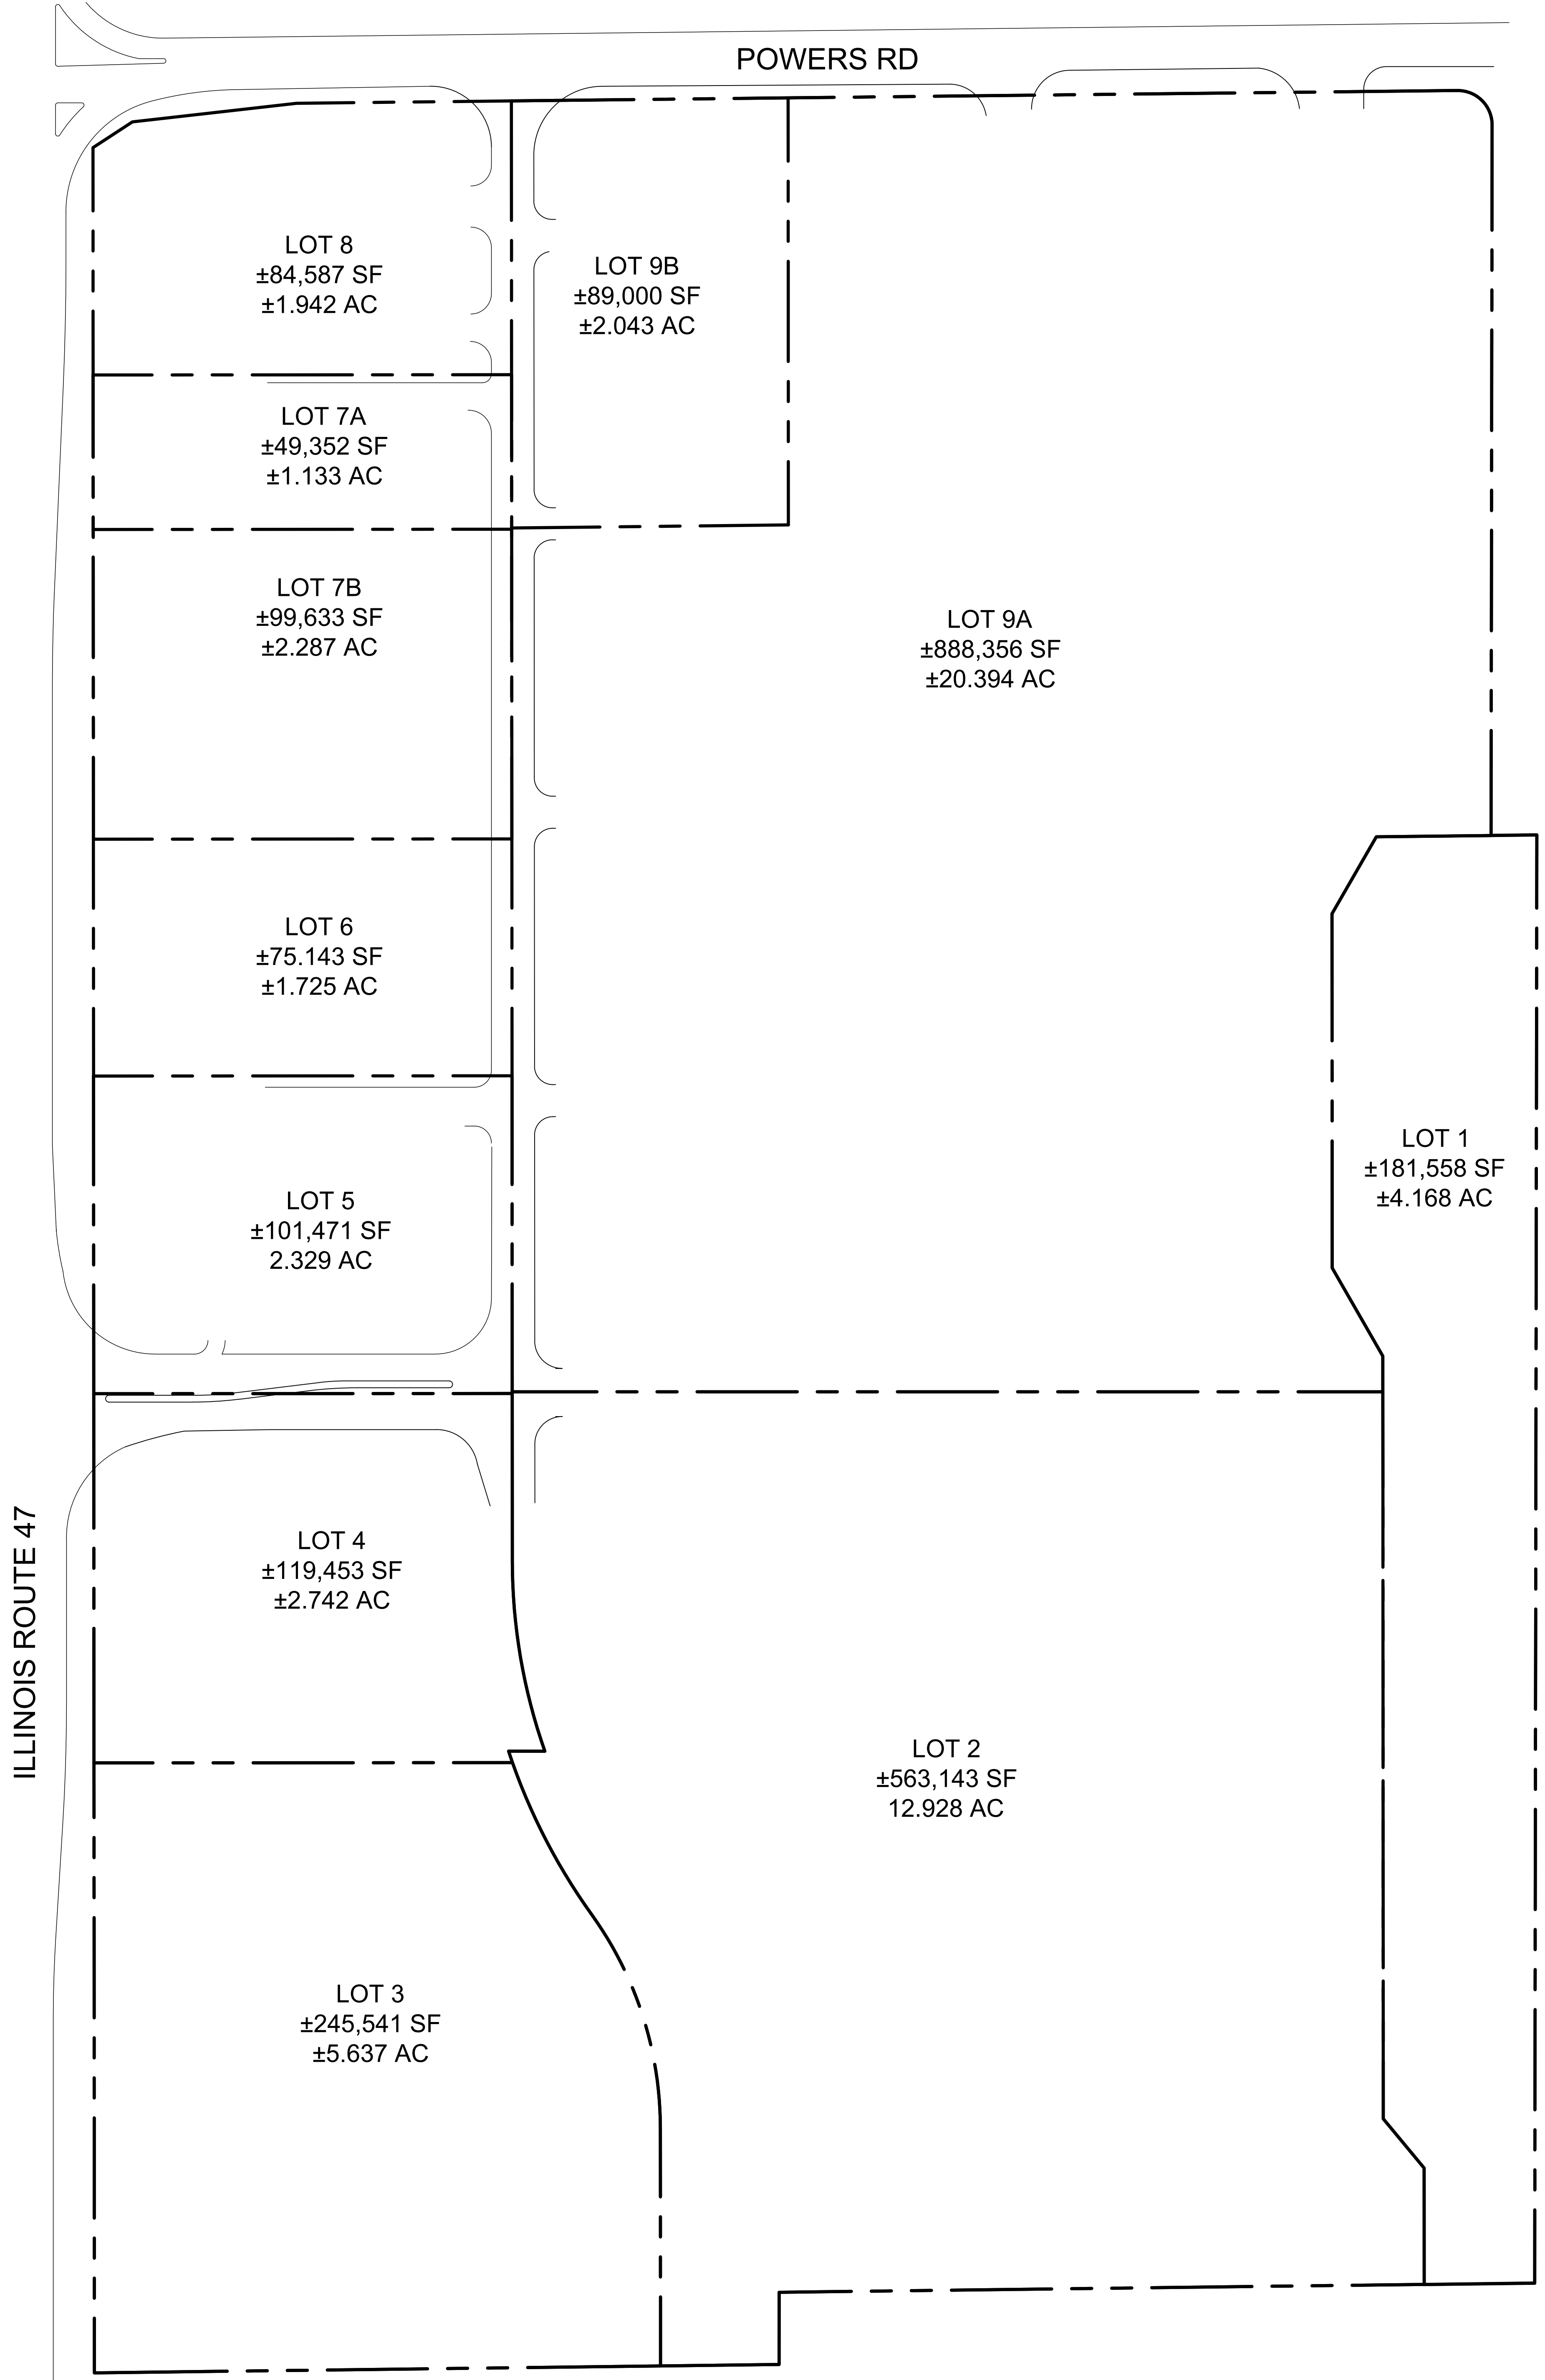 POWERS RD
LOT 8
±84,587 SF
±1.942 AC
LOT 9B
±89,000 SF
±2.043 AC
LOT 7A
±49,352 SF
±1.133 AC
LOT 7B
±99,633 SF
±2.287 AC
LOT 9A
±888,356 SF
±20.394 AC
LOT 6
±75.143 SF
±1.725 AC
LOT 1
±181,558 SF
±4.168 AC
LOT 5
±101,471 SF
2.329 AC
ILLINOIS ROUTE 47
LOT 4
±119,453 SF
±2.742 AC
LOT 2
±563,143 SF
12.928 AC
LOT 3
±245,541 SF
±5.637 AC